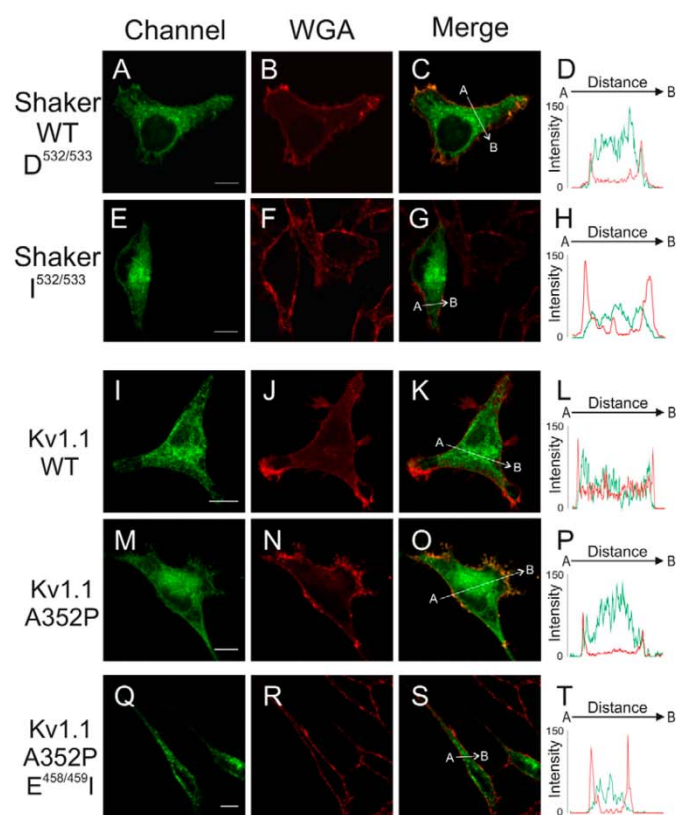 Channel WGA Merge
Shaker
WT
D532/533
A B C A B D
A Distance B
Intensity
Shaker
I532/533
E F G A B H
A Distance B
150
Intensity
0
Kv1.1
WT
I J K A B L
A Distance B
150
Intensity
0
Kv1.1
A352P
M N O A B P
A Distance B
150
Intensity
0
Kv1.1
A352P
E458/459I
Q R S A B T
A Distance B
150
Intensity
0